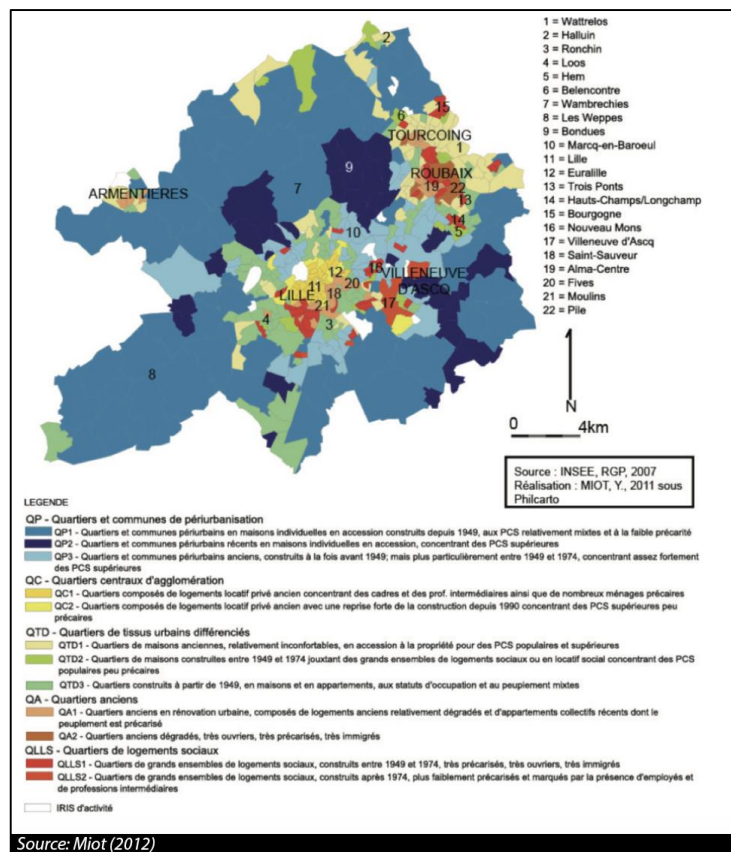 1 = Wattrelos
2 = Halluin
3 = Ronchin
4 = Loos
5 = Hem
6 = Belencontre
7 = Wambrechies
8 = Les Weppes
9 = Bondues
10 = Marcq-en-Baroeul
11 = Lille
12 = Euralille
13 = Trois Ponts
14 = Hauts-Champs/Longchamp
15 = Bourgogne
16 = Nouveau Mons
17 = Villeneuve d'Ascq
18 = Saint-Sauveur
19 = Alma-Centre
20 = Fives
21 = Moulins
22 = Pile
2
15
6
TOURCOING
1
9
ROUBAIX
ARMENTIERES
7
19
22
13
14
10
5
12
16
VILLENEUVE
D'ASCQ
LILLE
11
20
18
17
21
4
3
8
N
0
4km
Source : INSEE, RGP, 2007
Réalisation : MIOT, Y., 2011 sous
Philcarto
LEGENDE
QP - Quartiers et communes de périurbanisation
QP1 - Quartiers et communes périurbains en maisons individuelles en accession construits depuis 1949, aux PCS relativement mixtes et à la faible précarité
QP2 - Quartiers et communes périurbains récents en maisons individuelles en accession, concentrant des PCS supérieures
QP3 - Quartiers et communes périurbains anciens, construits à la fois avant 1949; mais plus particulièrement entre 1949 et 1974, concentrant assez fortement
des PCS supérieures
QC - Quartiers centraux d'agglomération
QC1 - Quartiers composés de logements locatif privé ancien concentrant des cadres et des prof. intermédiaires ainsi que de nombreux ménages précaires
QC2 - Quartiers composés de logements locatif privé ancien avec une reprise forte de la construction depuis 1990 concentrant des PCS supérieures peu
précaires
QTD - Quartiers de tissus urbains différenciés
QTD1 - Quartiers de maisons anciennes, relativement inconfortables, en accession à la propriété pour des PCS populaires et supérieures
QTD2 - Quartiers de maisons construites entre 1949 et 1974 jouxtant des grands ensembles de logements sociaux ou en locatif social concentrant des PCS
populaires peu précaires
QTD3 - Quartiers construits à partir de 1949, en maisons et en appartements, aux statuts d'occupation et au peuplement mixtes
QA - Quartiers anciens
QA1 - Quartiers anciens en rénovation urbaine, composés de logements anciens relativement dégradés et d'appartements collectifs récents dont le
peuplement est précarisé
QA2 - Quartiers anciens dégradés, très ouvriers, très précarisés, très immigrés
QLLS - Quartiers de logements sociaux
QLLS1 - Quartiers de grands ensembles de logements sociaux, construits entre 1949 et 1974, très précarisés, très ouvriers, très immigrés
QLLS2 - Quartiers de grands ensembles de logements sociaux, construits après 1974, plus faiblement précarisés et marqués par la présence d'employés et
de professions intermédiaires
IRIS d'activité
Source: Miot (2012)